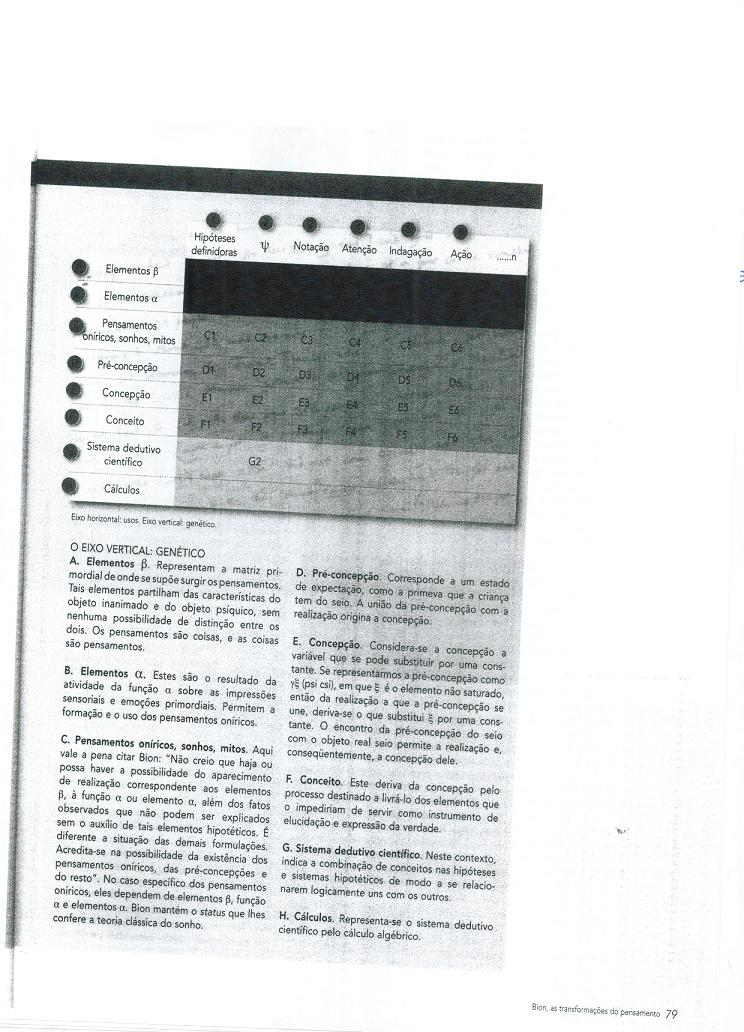 Hipóteses definidoras ψ Notação Atenção Indagação Ação ......n
Elementos β
Elementos α
Pensamentos
oníricos, sonhos, mitos C1 C2 C3 C4 C5 C6
Pré-concepção D1 D2 D3 D4 D5 D6
Concepção E1 E2 E3 E4 E5 E6
Conceito F1 F2 F3 F4 F5 F6
Sistema dedutivo
científico G2
Cálculos
Eixo horizontal: usos. Eixo vertical: genético.
O EIXO VERTICAL: GENÉTICO
A. Elementos β. Representam a matriz pri-
mordial de onde se supõe surgir os pensamentos.
Tais elementos partilham das características do
objeto inanimado e do objeto psíquico, sem
nenhuma possibilidade de distinção entre os
dois. Os pensamentos são coisas, e as coisas
são pensamentos.
B. Elementos α. Estes são o resultado da
atividade da função α sobre as impressões
sensoriais e emoções primordiais. Permitem a
formação e o uso dos pensamentos oníricos.
C. Pensamentos oníricos, sonhos, mitos. Aqui
vale a pena citar Bion: “Não creio que haja ou
possa haver a possibilidade do aparecimento
de realização correspondente aos elementos
β, à função α ou elemento α, além dos fatos
observados que não podem ser explicados
sem o auxílio de tais elementos hipotéticos. É
diferente a situação das demais formulações.
Acredita-se na possibilidade da existência dos
pensamentos oníricos, das pré-concepções e
do resto”. No caso específico dos pensamentos
oníricos, eles dependem de elementos β, função
α e elementos α. Bion mantém o status que lhes
confere a teoria clássica do sonho.
D. Pré-concepção. Corresponde a um estado
de expectação, como a primeva que a criança
tem do seio. A união da pré-concepção com a
realização origina a concepção.
E. Concepção. Considera-se a concepção a
variável que se pode substituir por uma cons-
tante. Se representarmos a pré-concepção como
γξ (psi csi), em que ξ é o elemento não saturado,
então da realização a que a pré-concepção se
une, deriva-se o que substitui ξ por uma cons-
tante. O encontro da pré-concepção do seio
com o objeto real seio permite a realização e,
conseqüentemente, a concepção dele.
F. Conceito. Este deriva da concepção pelo
processo destinado a livrá-lo dos elementos que
o impediriam de servir como instrumento de
elucidação e expressão da verdade.
G. Sistema dedutivo científico. Neste contexto,
indica a combinação de conceitos nas hipóteses
e sistemas hipotéticos de modo a se relacio-
narem logicamente uns com os outros.
H. Cálculos. Representa-se o sistema dedutivo
científico pelo cálculo algébrico.
Bion, as transformações do pensamento 79